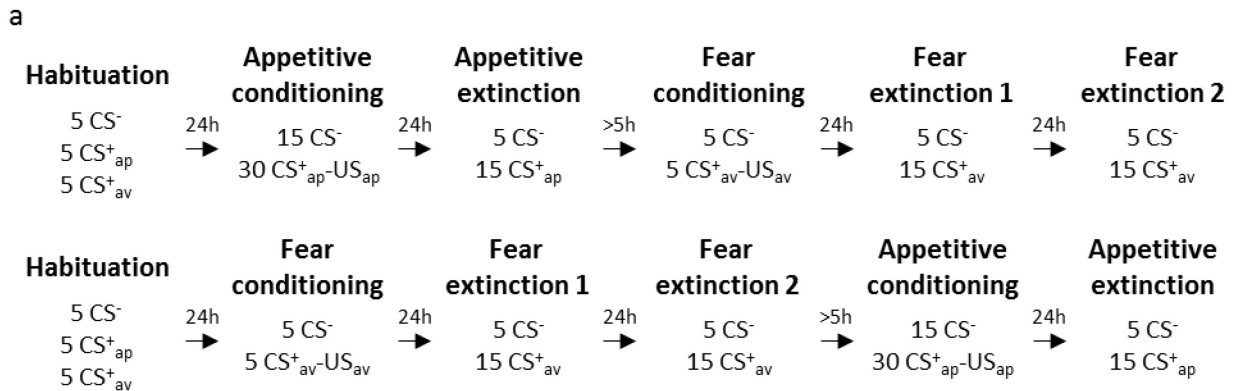 a
Habituation
5 CS⁻
5 CS⁺ap
5 CS⁺av
24h
Appetitive
conditioning
15 CS⁻
30 CS⁺ap-USap
24h
Appetitive
extinction
5 CS⁻
15 CS⁺ap
>5h
Fear
conditioning
5 CS⁻
5 CS⁺av-USav
24h
Fear
extinction 1
5 CS⁻
15 CS⁺av
24h
Fear
extinction 2
5 CS⁻
15 CS⁺av
Habituation
5 CS⁻
5 CS⁺ap
5 CS⁺av
24h
Fear
conditioning
5 CS⁻
5 CS⁺av-USav
24h
Fear
extinction 1
5 CS⁻
15 CS⁺av
24h
Fear
extinction 2
5 CS⁻
15 CS⁺av
>5h
Appetitive
conditioning
15 CS⁻
30 CS⁺ap-USap
24h
Appetitive
extinction
5 CS⁻
15 CS⁺ap